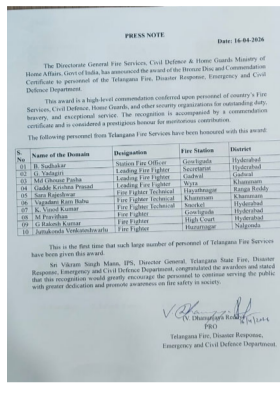 PRESS NOTE
Date: 16-04-2026
The Directorate General Fire Services, Civil Defence & Home Guards Ministry of
Home Affairs, Govt of India, has announced the award of the Bronze Disc and Commendation
Certificate to personnel of the Telangana Fire, Disaster Response, Emergency and Civil
Defence Department.
This award is a high-level commendation conferred upon personnel of country's Fire
Services, Civil Defence, Home Guards, and other security organizations for outstanding duty,
bravery, and exceptional service. The recognition is accompanied by a commendation
certificate and is considered a prestigious honour for meritorious contribution.
The following personnel from Telangana Fire Services have been honoured with this award:
S. No Name of the Domain Designation Fire Station District
01 B. Sudhakar Station Fire Officer Gowliguda Hyderabad
02 G. Yadagiri Leading Fire Fighter Secretariat Hyderabad
03 Md Ghouse Pasha Leading Fire Fighter Gadwal Gadwal
04 Gadde Krishna Prasad Leading Fire Fighter Wyra Khammam
05 Sara Rajeshwar Fire Fighter Technical Hayathnagar Ranga Reddy
06 Vagadani Ram Babu Fire Fighter Technical Khammam Khammam
07 K. Vinod Kumar Fire Fighter Technical Snorkel Hyderabad
08 M Pravithan Fire Fighter Gowliguda Hyderabad
09 G Rakesh Kumar Fire Fighter High Court Hyderabad
10 Juttukonda Venkateshwarlu Fire Fighter Huzurnagar Nalgonda
This is the first time that such large number of personnel of Telangana Fire Services
have been given this award.
Sri Vikram Singh Mann, IPS, Director General, Telangana State Fire, Disaster
Response, Emergency and Civil Defence Department, congratulated the awardees and stated
that this recognition would greatly encourage the personnel to continue serving the public
with greater dedication and promote awareness on fire safety in society.
(V. Dhananjaya Reddy)
PRO
Telangana Fire, Disaster Response,
Emergency and Civil Defence Department.